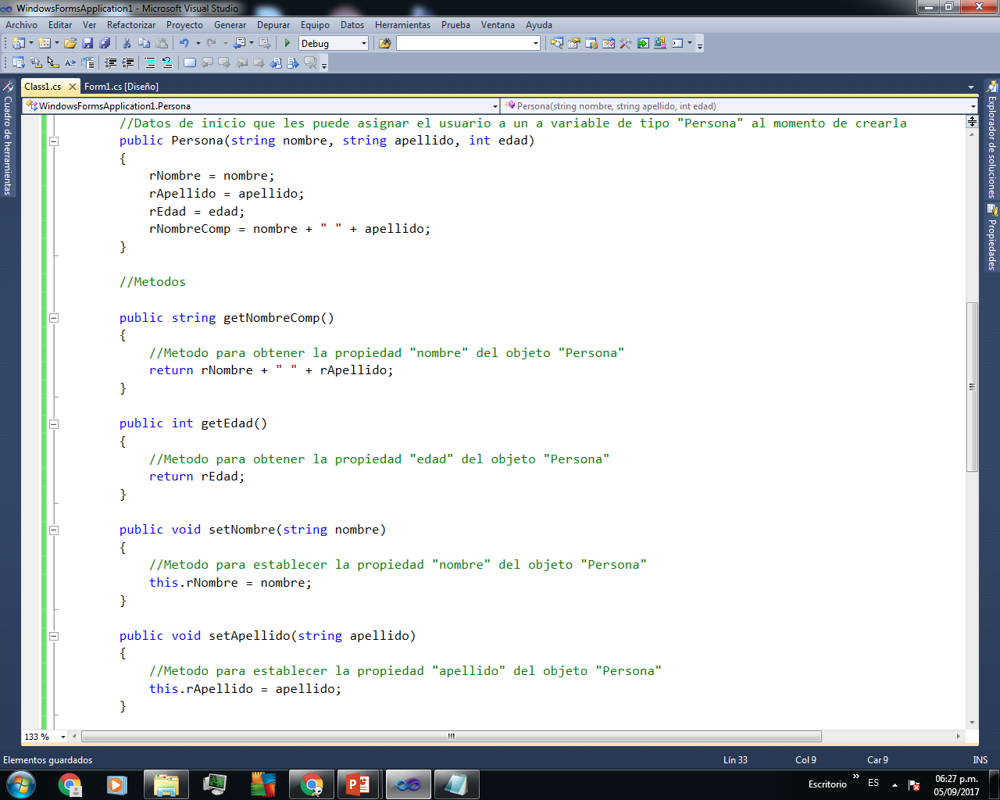 WindowsFormsApplication1 - Microsoft Visual Studio
Archivo Editar Ver Refactorizar Proyecto Generar Depurar Equipo Datos Herramientas Prueba Ventana Ayuda
Debug
Class1.cs Form1.cs [Diseño]
WindowsFormsApplication1.Persona Persona(string nombre, string apellido, int edad)
Cuadro de herramientas
Explorador de soluciones
Propiedades
//Datos de inicio que les puede asignar el usuario a un a variable de tipo "Persona" al momento de crearla
public Persona(string nombre, string apellido, int edad)
{
rNombre = nombre;
rApellido = apellido;
rEdad = edad;
rNombreComp = nombre + " " + apellido;
}
//Metodos
public string getNombreComp()
{
//Metodo para obtener la propiedad "nombre" del objeto "Persona"
return rNombre + " " + rApellido;
}
public int getEdad()
{
//Metodo para obtener la propiedad "edad" del objeto "Persona"
return rEdad;
}
public void setNombre(string nombre)
{
//Metodo para establecer la propiedad "nombre" del objeto "Persona"
this.rNombre = nombre;
}
public void setApellido(string apellido)
{
//Metodo para establecer la propiedad "apellido" del objeto "Persona"
this.rApellido = apellido;
}
133 %
Elementos guardados Lín 33 Col 9 Car 9 INS
Escritorio » ES 06:27 p.m.
05/09/2017